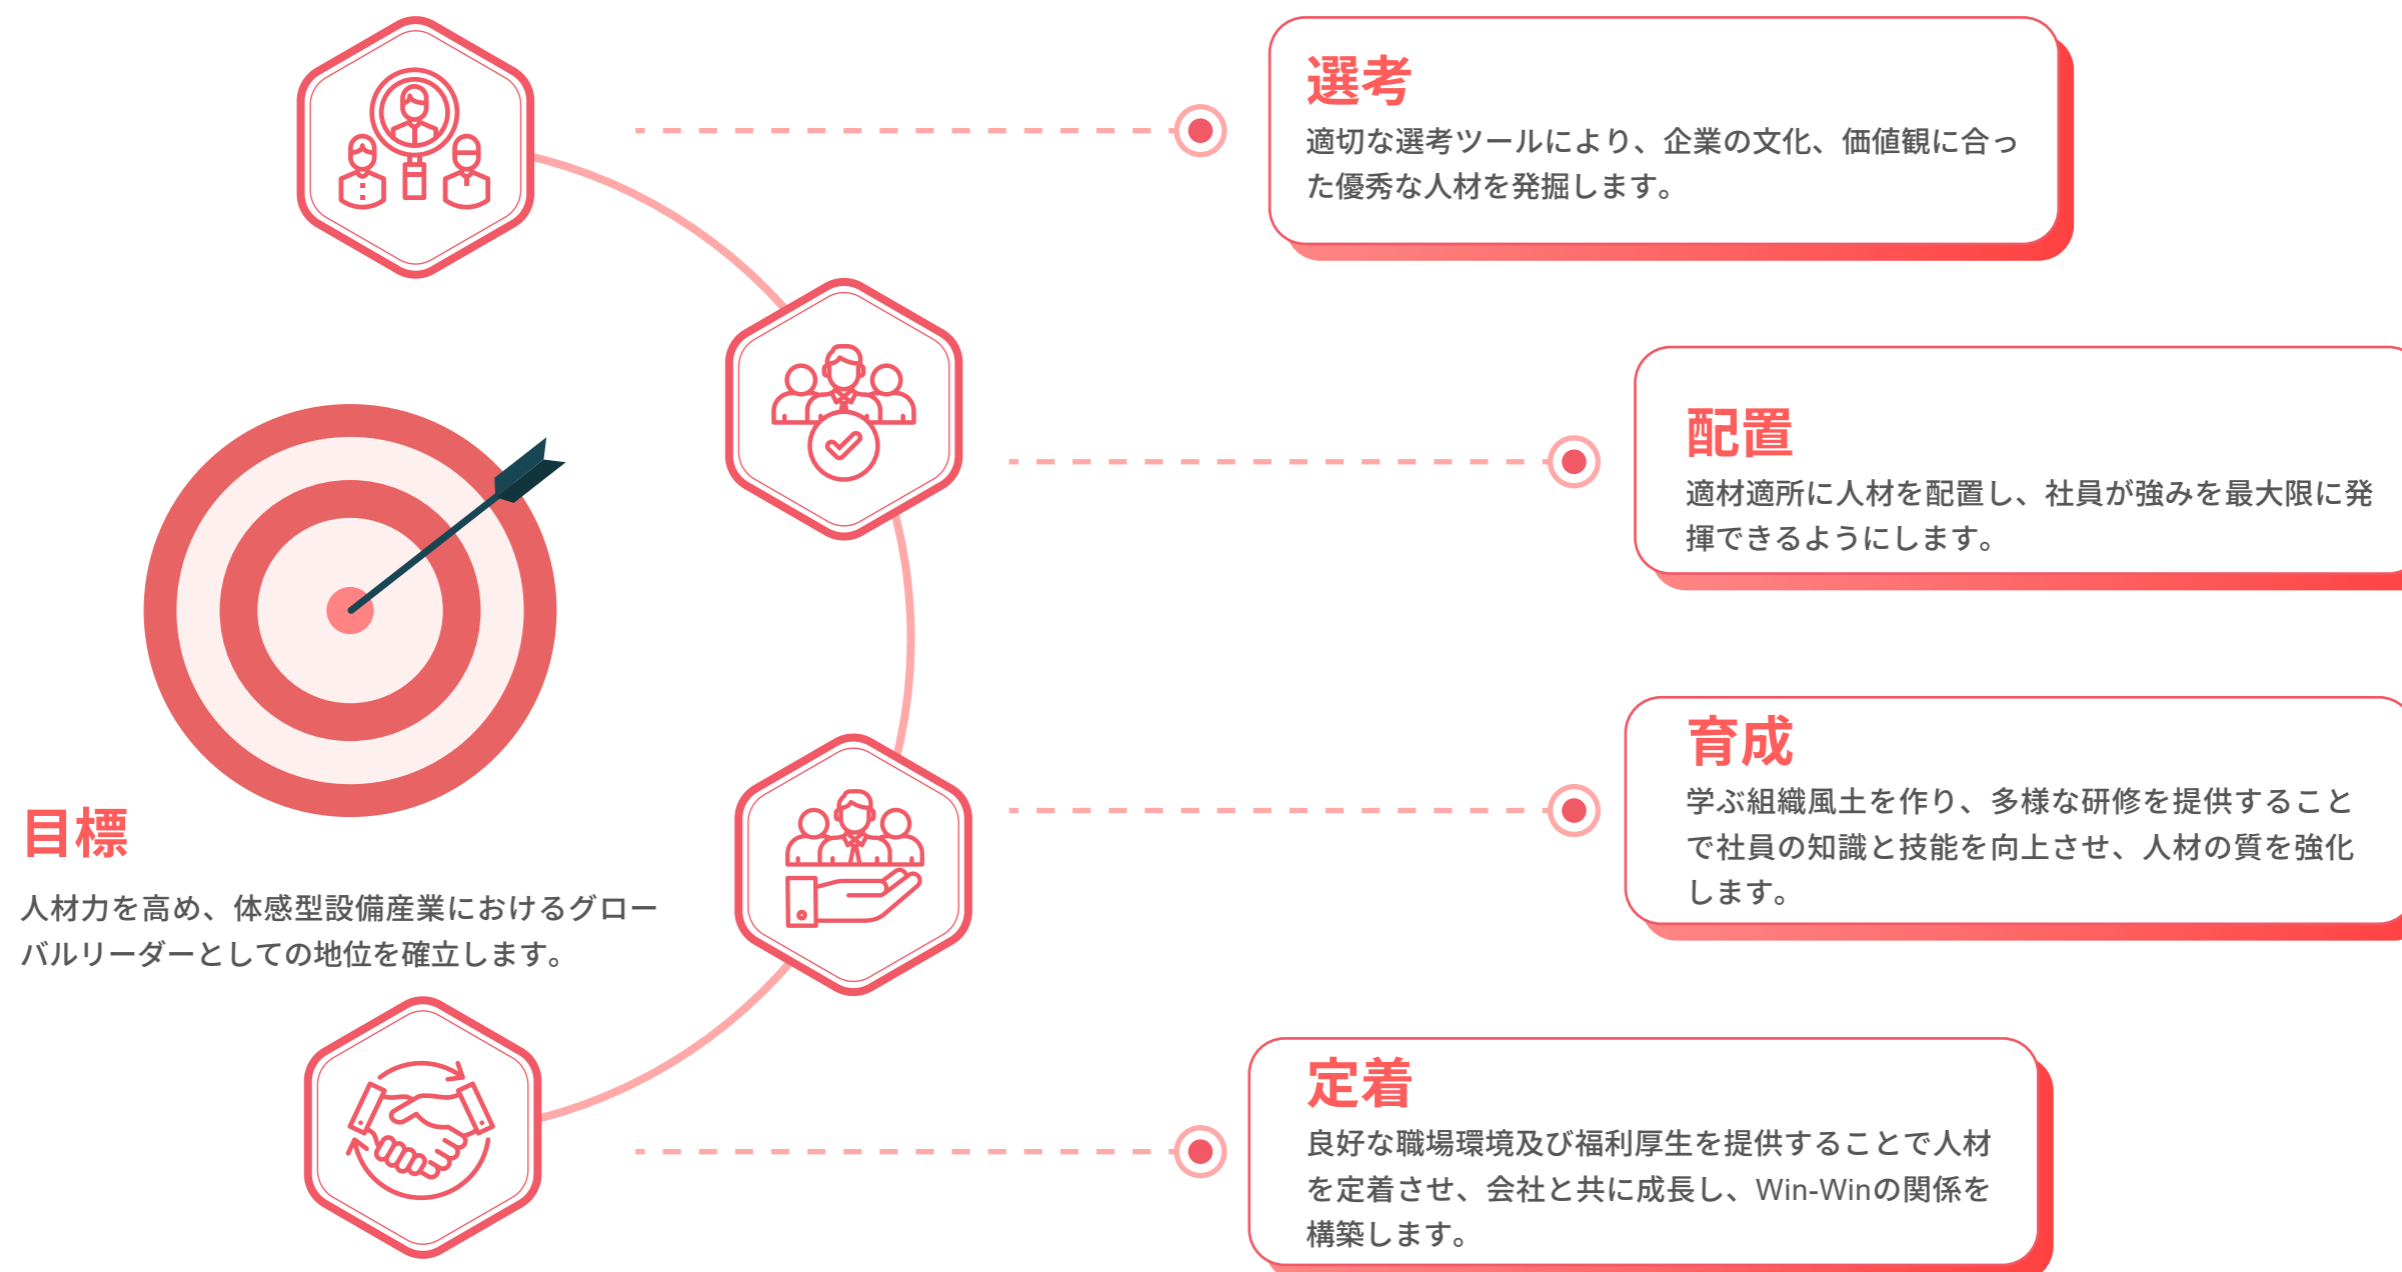 選考
適切な選考ツールにより、企業の文化、価値観に合っ
た優秀な人材を発掘します。
配置
適材適所に人材を配置し、社員が強みを最大限に発
揮できるようにします。
育成
学ぶ組織風土を作り、多様な研修を提供すること
で社員の知識と技能を向上させ、人材の質を強化
します。
目標
人材力を高め、体感型設備産業におけるグロー
バルリーダーとしての地位を確立します。
定着
良好な職場環境及び福利厚生を提供することで人材
を定着させ、会社と共に成長し、Win-Winの関係を
構築します。